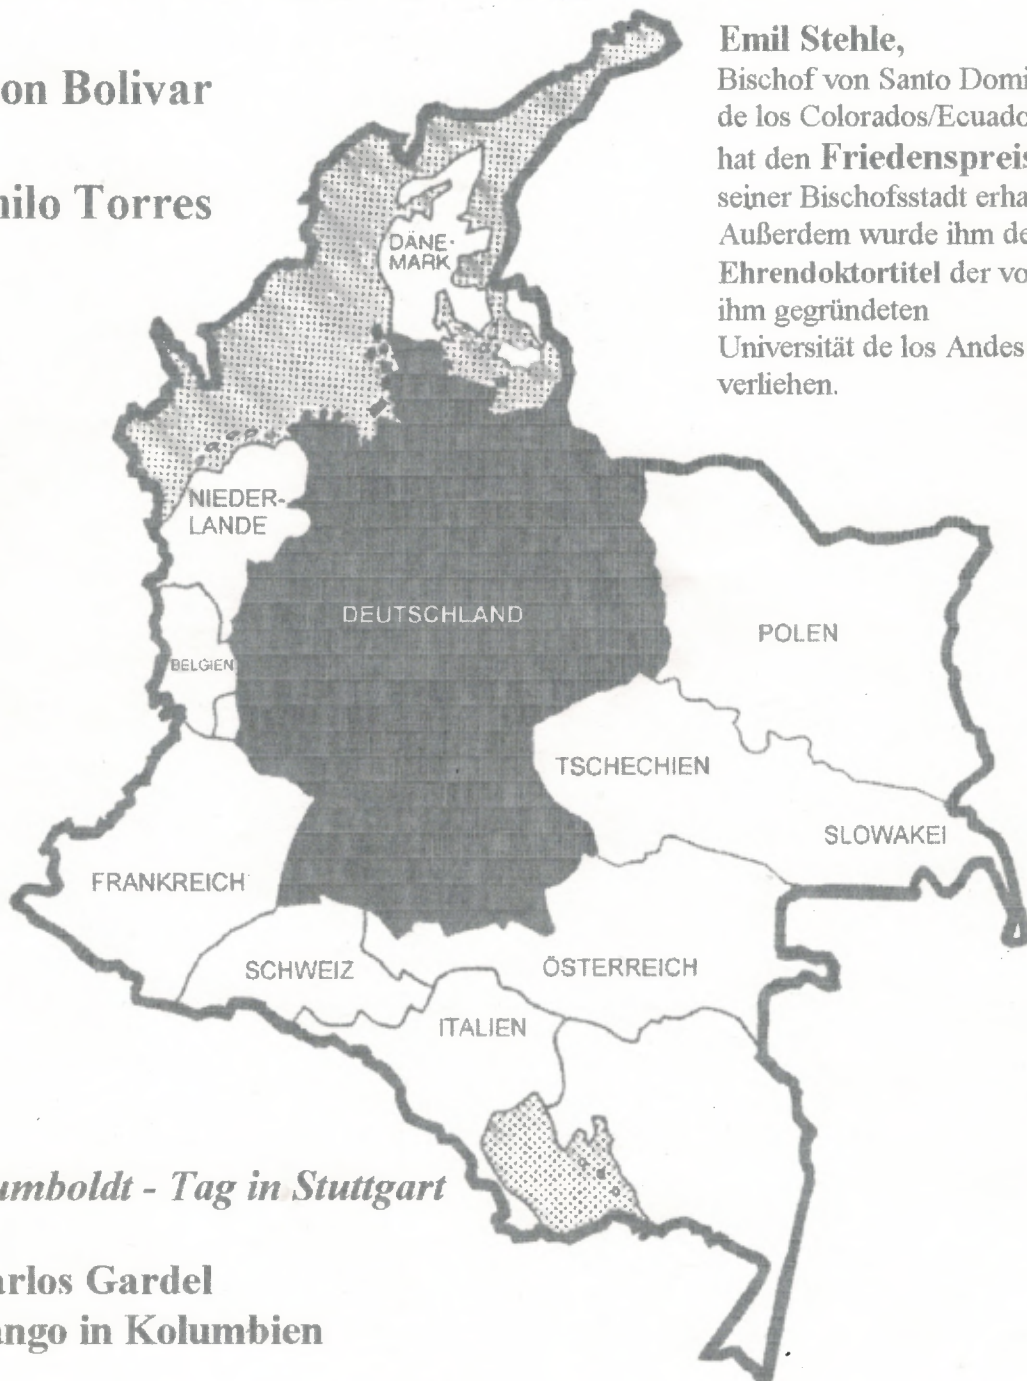 on Bolivar
nilo Torres
Emil Stehle,
Bischof von Santo Domi
de los Colorados/Ecuado
hat den Friedenspreis
seiner Bischofsstadt erha
Außerdem wurde ihm de
Ehrendoktortitel der vo
ihm gegründeten
Universität de los Andes
verliehen.
DÄNE-
MARK
NIEDER-
LANDE
DEUTSCHLAND
POLEN
BELGIEN
TSCHECHIEN
SLOWAKEI
FRANKREICH
SCHWEIZ
ÖSTERREICH
ITALIEN
umboldt - Tag in Stuttgart
arlos Gardel
ango in Kolumbien